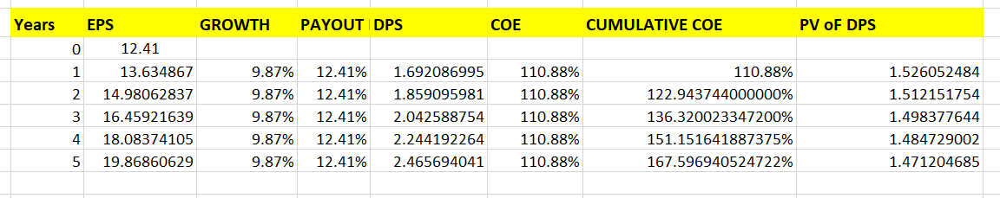 Years EPS GROWTH PAYOUT DPS COE CUMULATIVE COE PV oF DPS
0 12.41
1 13.634867 9.87% 12.41% 1.692086995 110.88% 110.88% 1.526052484
2 14.98062837 9.87% 12.41% 1.859095981 110.88% 122.943744000000% 1.512151754
3 16.45921639 9.87% 12.41% 2.042588754 110.88% 136.320023347200% 1.498377644
4 18.08374105 9.87% 12.41% 2.244192264 110.88% 151.151641887375% 1.484729002
5 19.86860629 9.87% 12.41% 2.465694041 110.88% 167.596940524722% 1.471204685